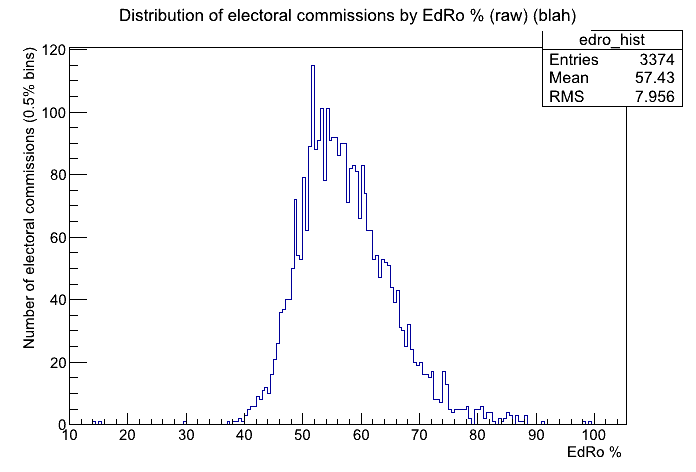 Distribution of electoral commissions by EdRo % (raw) (blah)
edro_hist
Entries 3374
Mean 57.43
RMS 7.956
Number of electoral commissions (0.5% bins)
120
100
80
60
40
20
0
10 20 30 40 50 60 70 80 90 100
EdRo %